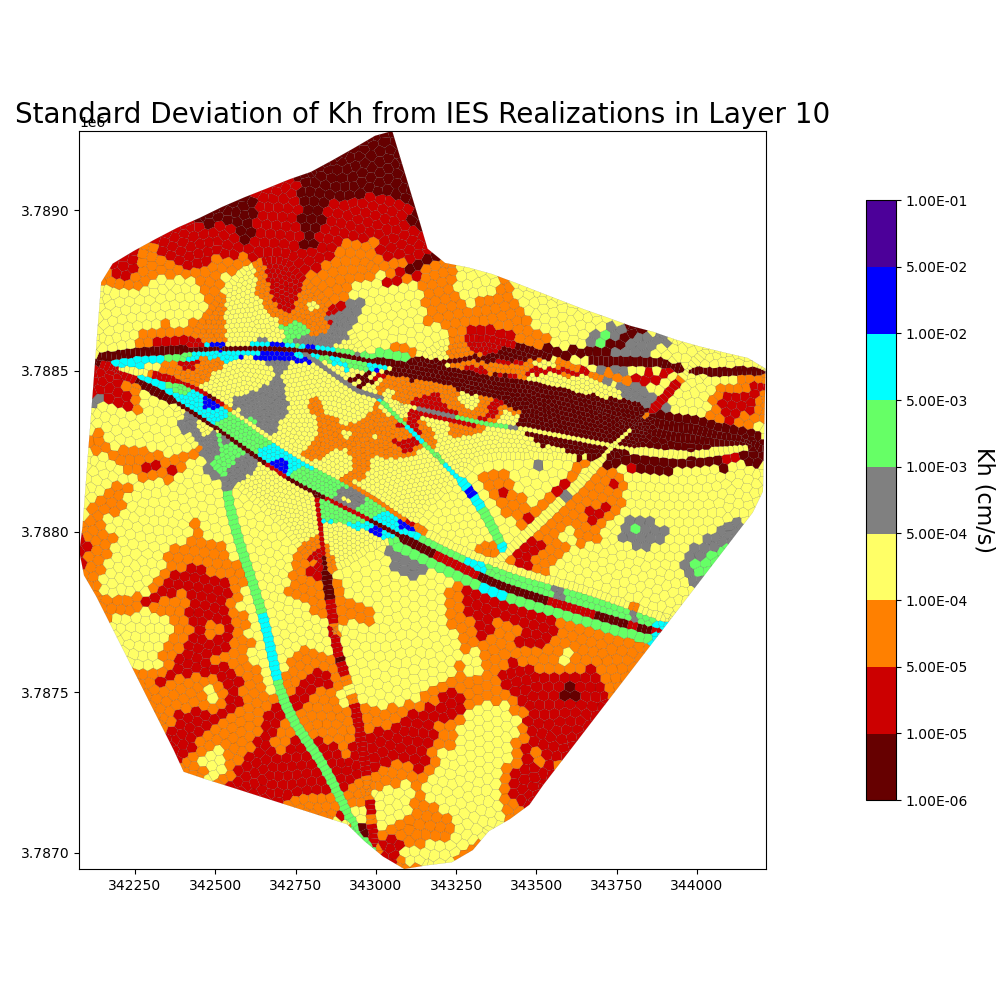 Standard Deviation of Kh from IES Realizations in Layer 10
1e6
3.7890
3.7885
3.7880
3.7875
3.7870
342250 342500 342750 343000 343250 343500 343750 344000
1.00E-01
5.00E-02
1.00E-02
5.00E-03
1.00E-03
5.00E-04
1.00E-04
5.00E-05
1.00E-05
1.00E-06
Kh (cm/s)